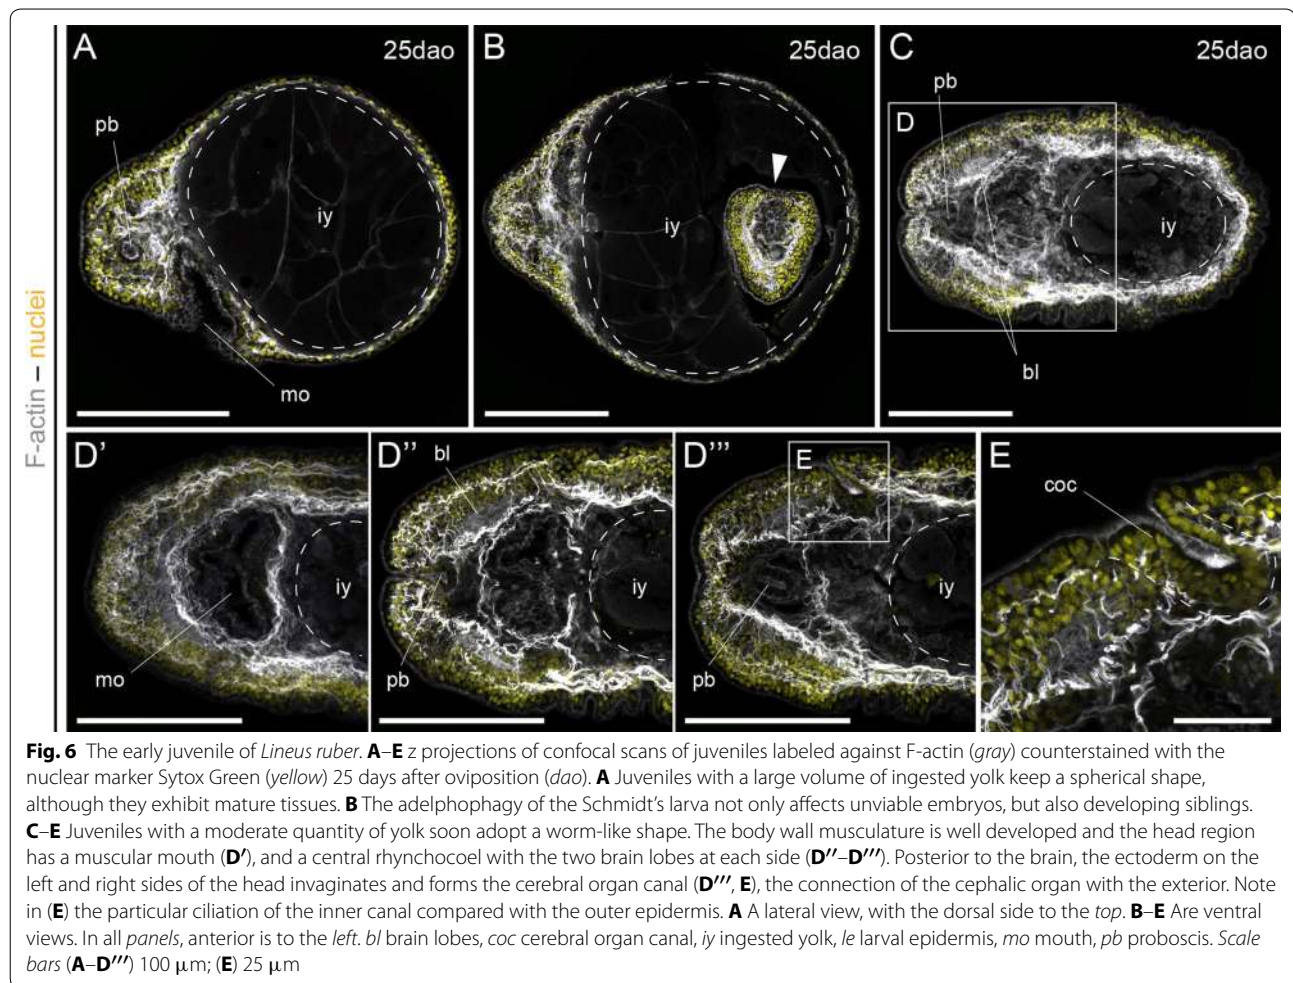 F-actin – nuclei
A
25dao
pb
iy
mo
B
25dao
iy
C
25dao
pb
D
iy
bl
D’
iy
mo
D’’
bl
iy
pb
D’’’
E
iy
pb
E
coc
Fig. 6 The early juvenile of Lineus ruber. A–E z projections of confocal scans of juveniles labeled against F-actin (gray) counterstained with the
nuclear marker Sytox Green (yellow) 25 days after oviposition (dao). A Juveniles with a large volume of ingested yolk keep a spherical shape,
although they exhibit mature tissues. B The adelphophagy of the Schmidt’s larva not only affects unviable embryos, but also developing siblings.
C–E Juveniles with a moderate quantity of yolk soon adopt a worm-like shape. The body wall musculature is well developed and the head region
has a muscular mouth (D′), and a central rhynchocoel with the two brain lobes at each side (D′′–D′′′). Posterior to the brain, the ectoderm on the
left and right sides of the head invaginates and forms the cerebral organ canal (D′′′, E), the connection of the cephalic organ with the exterior. Note
in (E) the particular ciliation of the inner canal compared with the outer epidermis. A A lateral view, with the dorsal side to the top. B–E Are ventral
views. In all panels, anterior is to the left. bl brain lobes, coc cerebral organ canal, iy ingested yolk, le larval epidermis, mo mouth, pb proboscis. Scale
bars (A–D′′′) 100 μm; (E) 25 μm